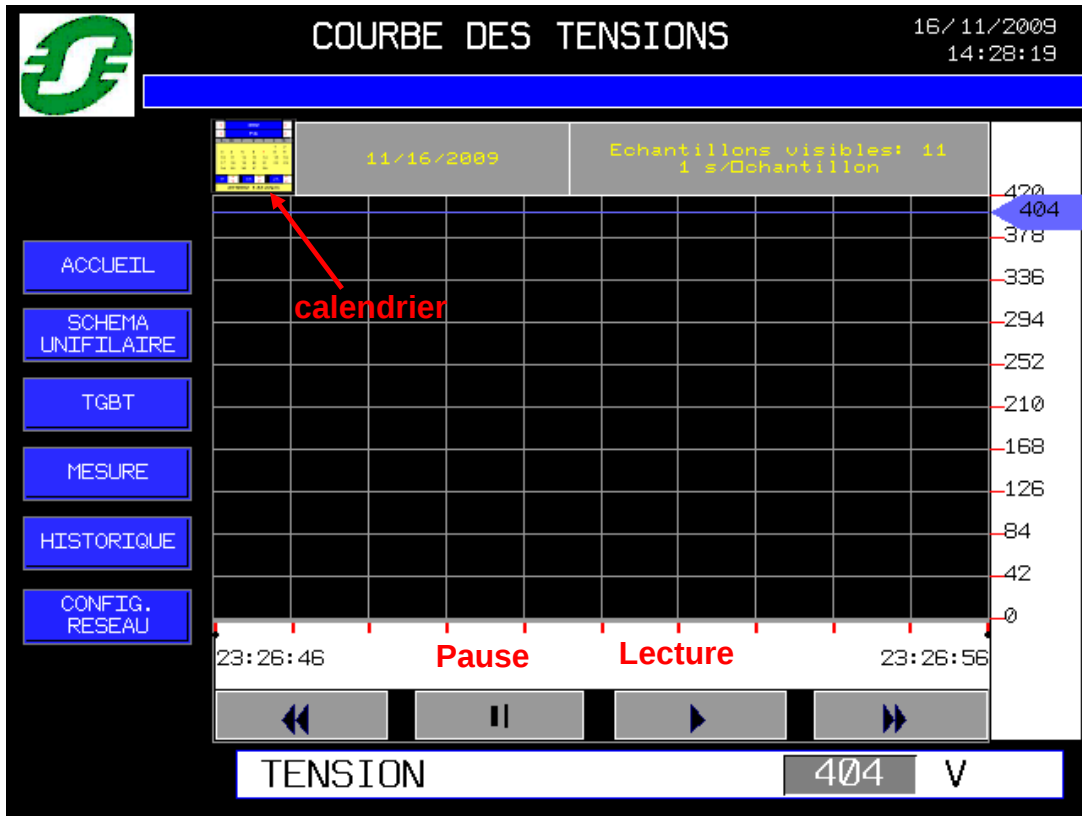 COURBE DES TENSIONS
16/11/2009
14:28:19
11/16/2009
Echantillons visibles: 11
1 s/□chantillon
420
404
378
336
294
252
210
168
126
84
42
0
calendrier
ACCUEIL
SCHEMA
UNIFILAIRE
TGBT
MESURE
HISTORIQUE
CONFIG.
RESEAU
23:26:46
Pause
Lecture
23:26:56
TENSION 404 V